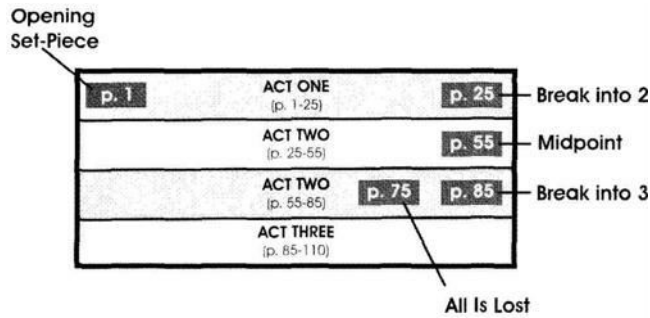 Opening
Set-Piece
p. 1
ACT ONE
(p. 1-25)
p. 25
Break into 2
ACT TWO
(p. 25-55)
p. 55
Midpoint
ACT TWO
(p. 55-85)
p. 75
p. 85
Break into 3
ACT THREE
(p. 85-110)
All Is Lost